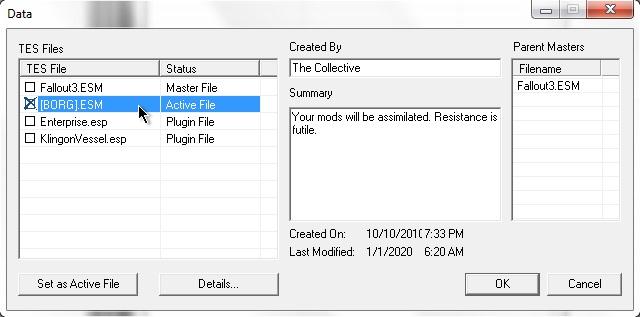 Data
TES Files
TES File Status
Fallout3.ESM Master File
[BORG].ESM Active File
Enterprise.esp Plugin File
KlingonVessel.esp Plugin File
Set as Active File
Details...
Created By
The Collective
Summary
Your mods will be assimilated. Resistance is
futile.
Created On: 10/10/2010 7:33 PM
Last Modified: 1/1/2020 6:20 AM
Parent Masters
Filename
Fallout3.ESM
OK
Cancel